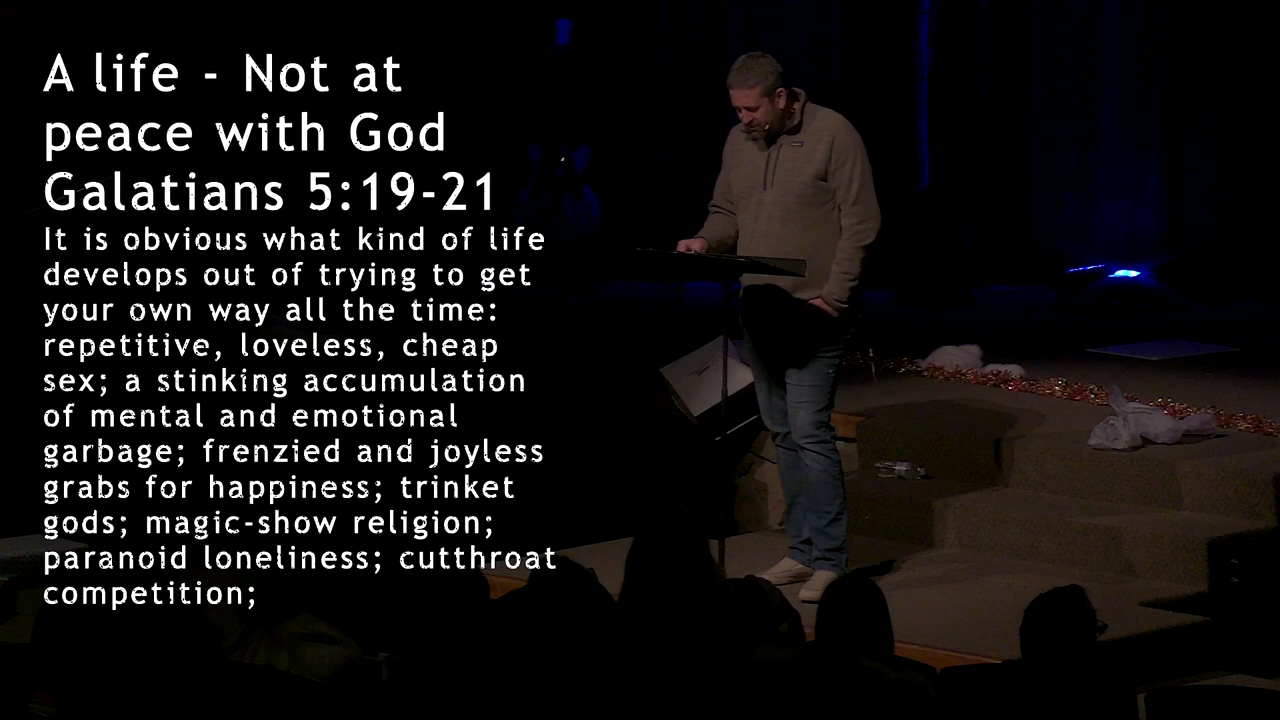 A life - Not at
peace with God
Galatians 5:19-21
It is obvious what kind of life
develops out of trying to get
your own way all the time:
repetitive, loveless, cheap
sex; a stinking accumulation
of mental and emotional
garbage; frenzied and joyless
grabs for happiness; trinket
gods; magic-show religion;
paranoid loneliness; cutthroat
competition;